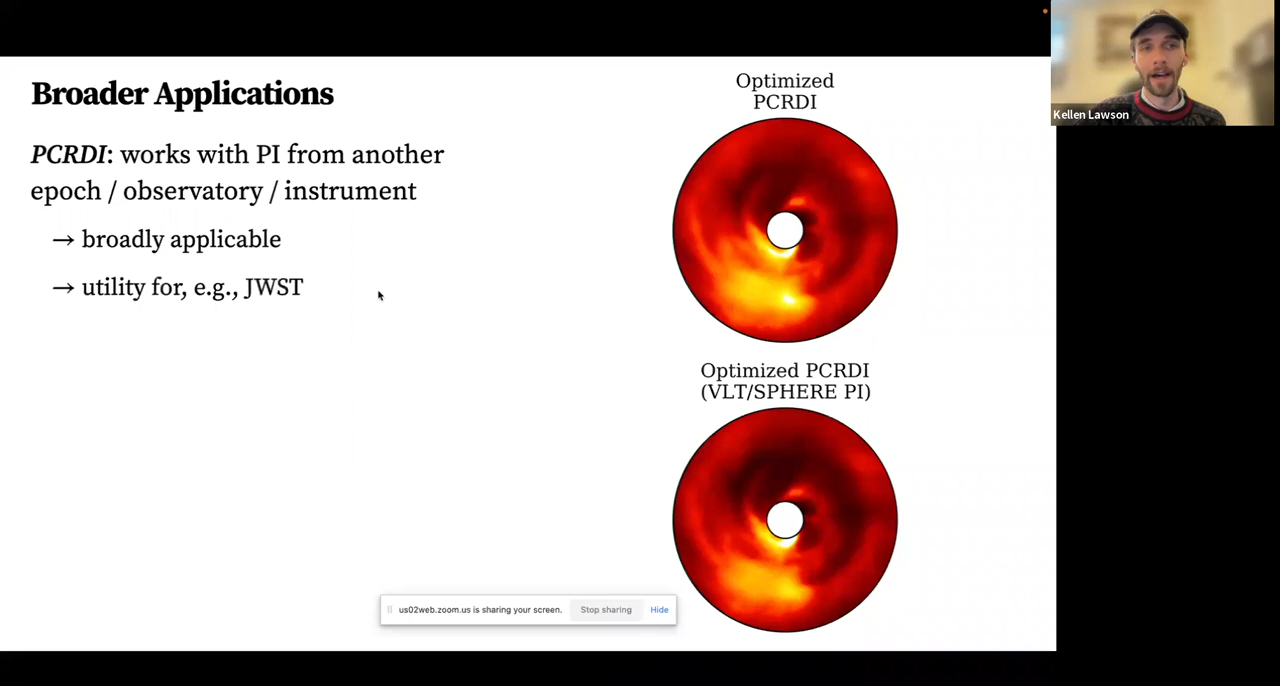 Broader Applications
PCRDI: works with PI from another
epoch / observatory / instrument
→ broadly applicable
→ utility for, e.g., JWST
Optimized
PCRDI
Optimized PCRDI
(VLT/SPHERE PI)
Kellen Lawson
us02web.zoom.us is sharing your screen.
Stop sharing
Hide